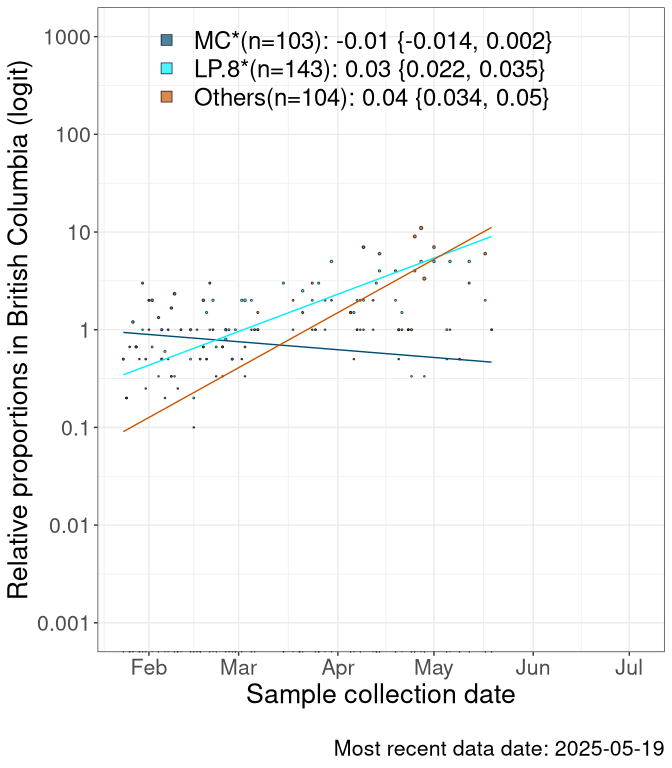 MC*(n=103): -0.01 {-0.014, 0.002}
LP.8*(n=143): 0.03 {0.022, 0.035}
Others(n=104): 0.04 {0.034, 0.05}
Relative proportions in British Columbia (logit)
1000
100
10
1
0.1
0.01
0.001
Feb Mar Apr May Jun Jul
Sample collection date
Most recent data date: 2025-05-19